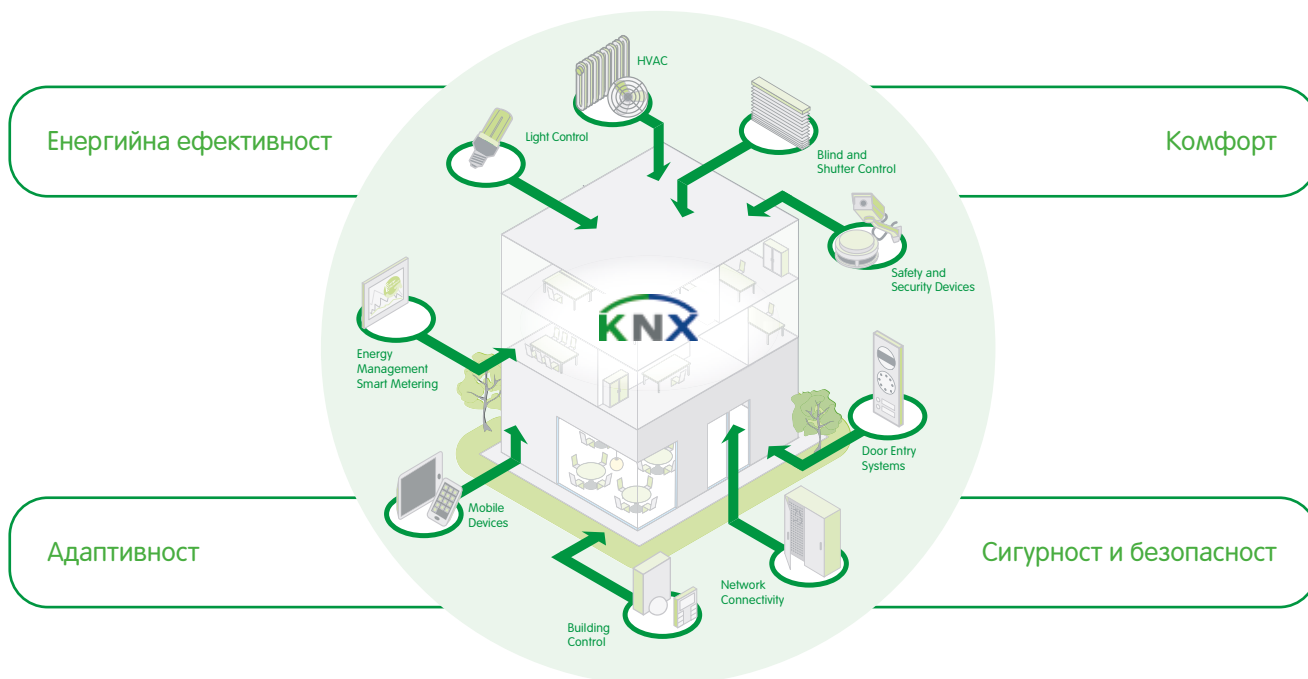 HVAC
Light Control
Енергийна ефективност
Комфорт
Blind and
Shutter Control
Safety and
Security Devices
KNX
Energy
Management
Smart Metering
Door Entry
Systems
Mobile
Devices
Адаптивност
Сигурност и безопасност
Network
Connectivity
Building
Control